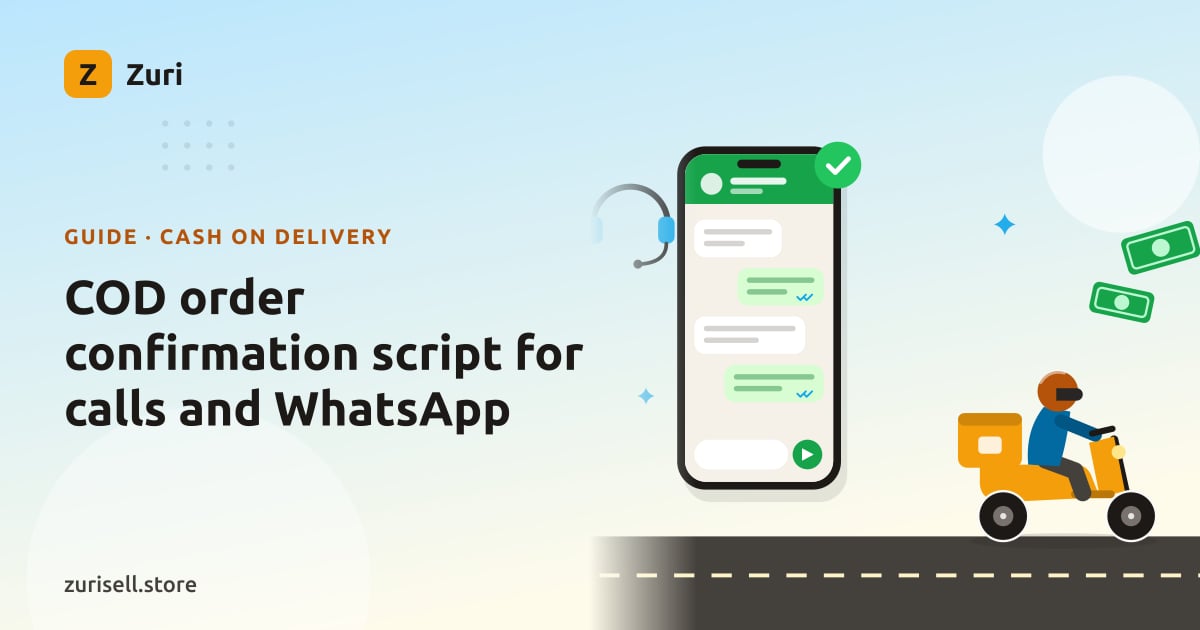 Z Zuri
GUIDE · CASH ON DELIVERY
COD order
confirmation script for
calls and WhatsApp
zurisell.store